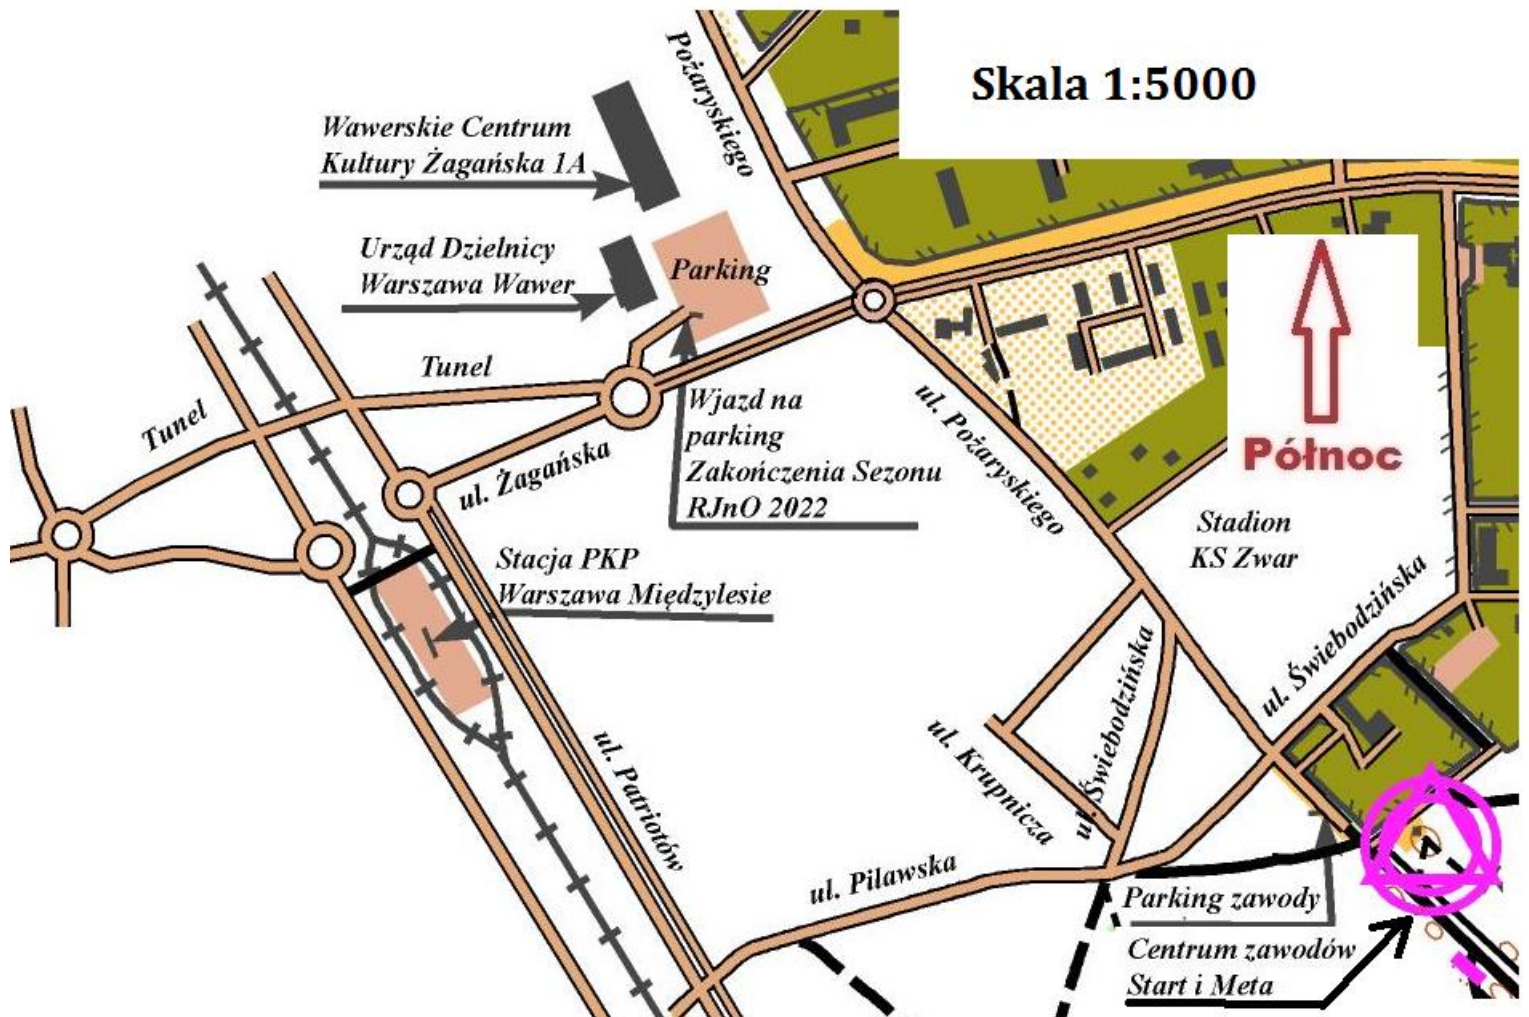 Pożaryskiego
Skala 1:5000
Wawerskie Centrum
Kultury Żagańska 1A
Urząd Dzielnicy
Warszawa Wawer
Parking
Tunel
Tunel
ul. Żagańska
Wjazd na
parking
Zakończenia Sezonu
RJnO 2022
ul. Pożaryskiego
Północ
Stadion
KS Zwar
Stacja PKP
Warszawa Międzylesie
ul. Świebodzińska
ul. Świebodzińska
ul. Krupnicza
ul. Patriotów
ul. Pilawska
Parking zawody
Centrum zawodów
Start i Meta